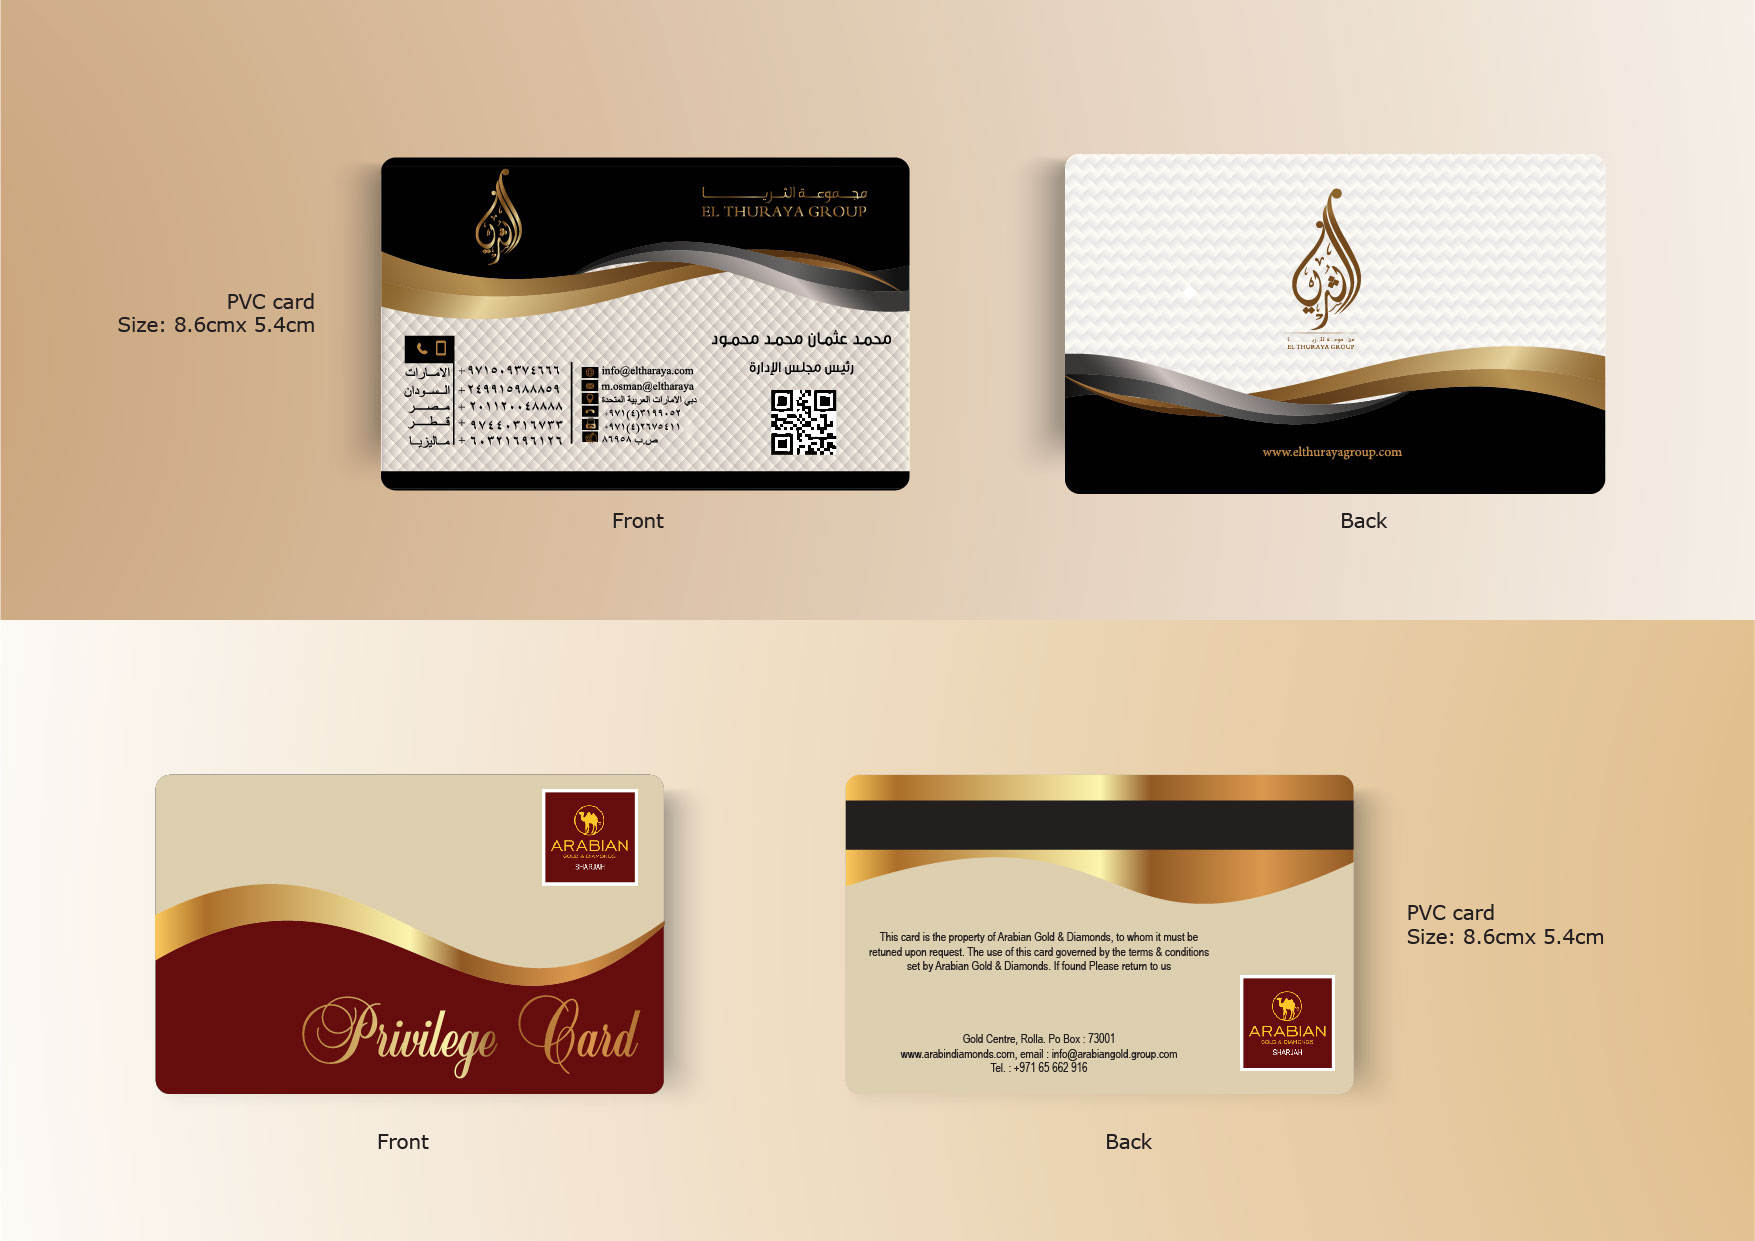 PVC card
Size: 8.6cmx 5.4cm
مجموعة الثريا
EL THURAYA GROUP
محمد عثمان محمد محمود
رئيس مجلس الإدارة
الامارات +٩٧١٥٠٩٣٧٤٦٦٦
السودان +٢٤٩٩١٥٩٨٨٨٥٩
مصر +٢٠١١٢٠٠٤٨٨٨٨
قطر +٩٧٤٤٠٣١٦٧٣٣
ماليزيا +٦٠٣٢١٦٩٦١٢٦
info@eltharaya.com
m.osman@eltharaya
دبي الامارات العربية المتحدة
+٩٧١(٤)٣١٩٩٠٥٢
+٩٧١(٤)٢٦٧٥٤١١
ص.ب ٨٦٩٥٨
Front
الثريا
مجموعة الثريا
EL THURAYA GROUP
www.elthurayagroup.com
Back
ARABIAN
GOLD & DIAMONDS
SHARJAH
Privilege Card
Front
This card is the property of Arabian Gold & Diamonds, to whom it must be
retuned upon request. The use of this card governed by the terms & conditions
set by Arabian Gold & Diamonds. If found Please return to us
Gold Centre, Rolla. Po Box : 73001
www.arabindiamonds.com, email : info@arabiangold.group.com
Tel. : +971 65 662 916
ARABIAN
GOLD & DIAMONDS
SHARJAH
Back
PVC card
Size: 8.6cmx 5.4cm